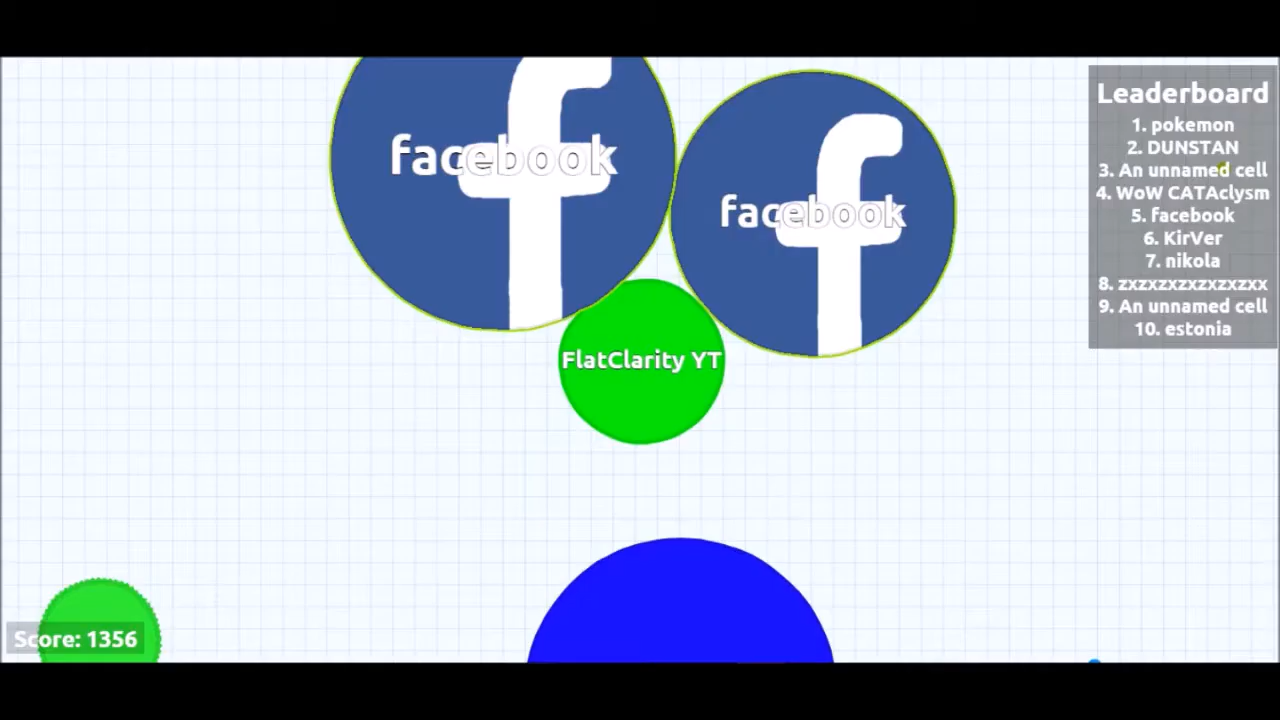 facebook
facebook
FlatClarity YT
Leaderboard
1. pokemon
2. DUNSTAN
3. An unnamed cell
4. WoW CATAclysm
5. facebook
6. KirVer
7. nikola
8. zxzxzxzxzxzxzxx
9. An unnamed cell
10. estonia
Score: 1356